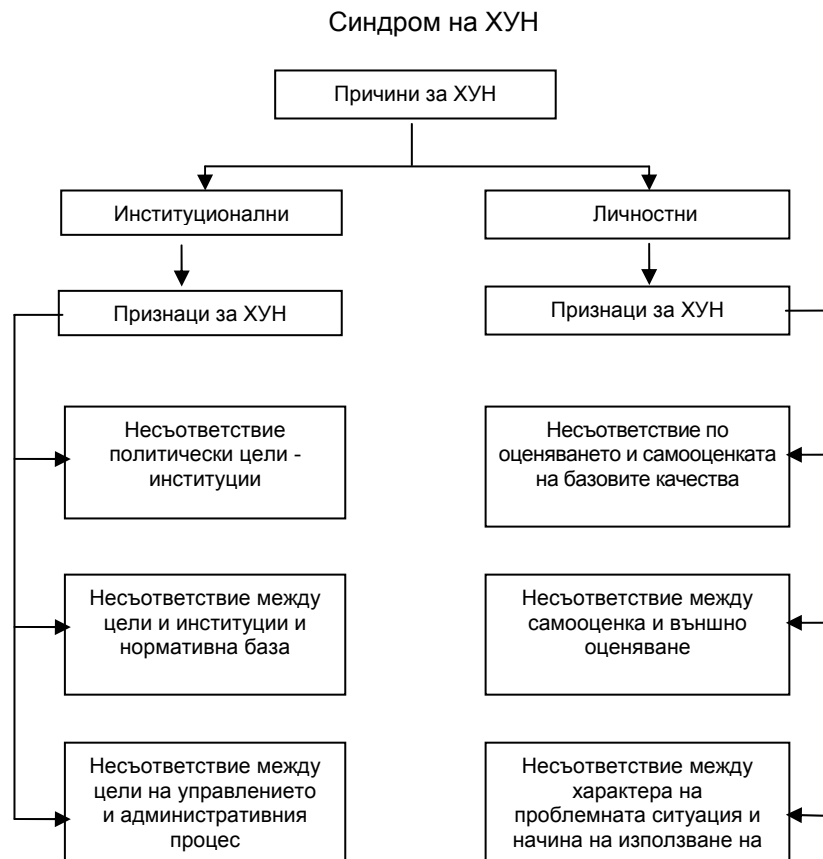 Синдром на ХУН
Причини за ХУН
Институционални
Личностни
Признаци за ХУН
Признаци за ХУН
Несъответствие
политически цели -
институции
Несъответствие по
оценяването и самооценката
на базовите качества
Несъответствие между
цели и институции и
нормативна база
Несъответствие между
самооценка и външно
оценяване
Несъответствие между
цели на управлението
и административния
процес
Несъответствие между
характера на
проблемната ситуация и
начина на използване на